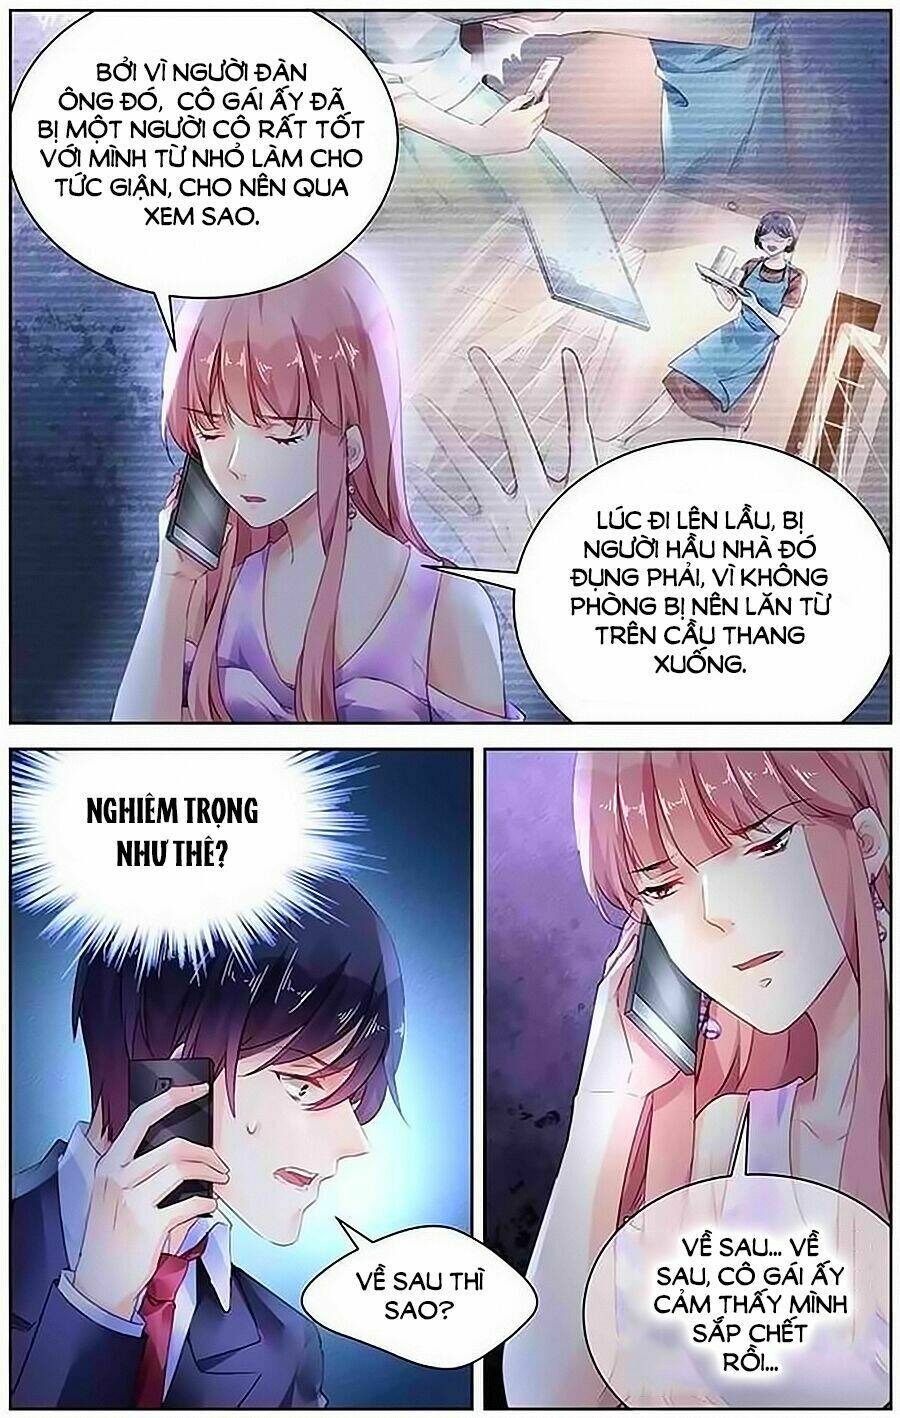 BỞI VÌ NGƯỜI ĐÀN
ÔNG ĐÓ, CÔ GÁI ẤY ĐÃ
BỊ MỘT NGƯỜI CÔ RẤT TỐT
VỚI MÌNH TỪ NHỎ LÀM CHO
TỨC GIẬN, CHO NÊN QUA
XEM SAO.
LÚC ĐI LÊN LẦU, BỊ
NGƯỜI HẦU NHÀ ĐÓ
ĐỤNG PHẢI, VÌ KHÔNG
PHÒNG BỊ NÊN LĂN TỪ
TRÊN CẦU THANG
XUỐNG.
NGHIÊM TRỌNG
NHƯ THẾ?
VỀ SAU THÌ
SAO?
VỀ SAU... VỀ
SAU, CÔ GÁI ẤY
CẢM THẤY MÌNH
SẮP CHẾT
RỒI...